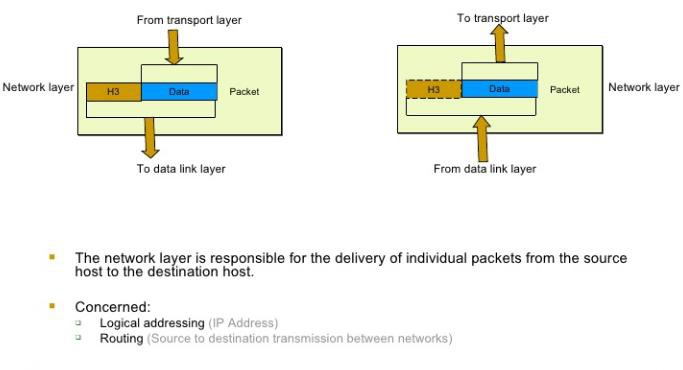 From transport layer
To transport layer
Network layer
H3
Data
Packet
H3
Data
Packet
Network layer
To data link layer
From data link layer
The network layer is responsible for the delivery of individual packets from the source
host to the destination host.
Concerned:
Logical addressing (IP Address)
Routing (Source to destination transmission between networks)